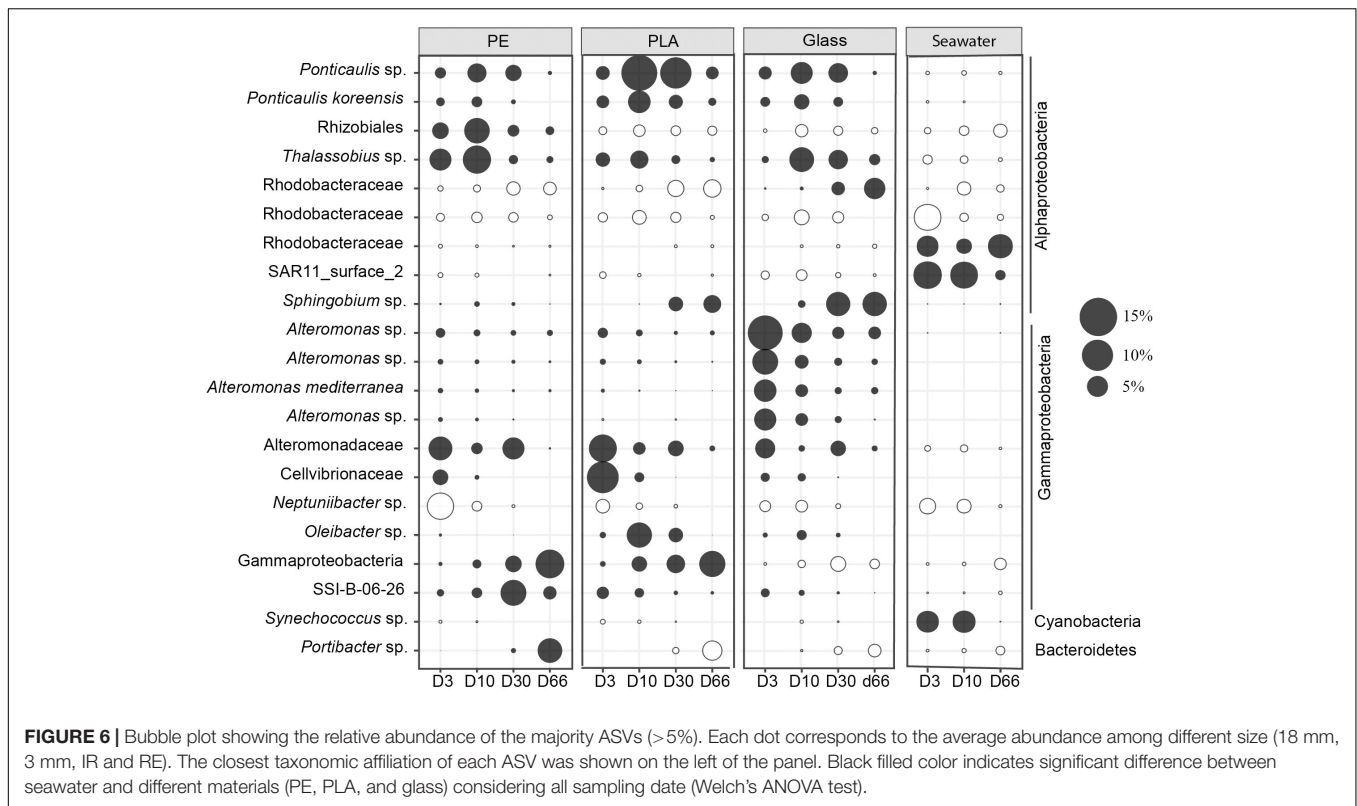 PE PLA Glass Seawater
Ponticaulis sp.
Ponticaulis koreensis
Rhizobiales
Thalassobius sp.
Rhodobacteraceae
Rhodobacteraceae
Rhodobacteraceae
SAR11_surface_2
Sphingobium sp.
Alteromonas sp.
Alteromonas sp.
Alteromonas mediterranea
Alteromonas sp.
Alteromonadaceae
Cellvibrionaceae
Neptuniibacter sp.
Oleibacter sp.
Gammaproteobacteria
SSI-B-06-26
Synechococcus sp.
Portibacter sp.
D3 D10 D30 D66 D3 D10 D30 D66 D3 D10 D30 d66 D3 D10 D66
Alphaproteobacteria
Gammaproteobacteria
Cyanobacteria
Bacteroidetes
15%
10%
5%
FIGURE 6 | Bubble plot showing the relative abundance of the majority ASVs (>5%). Each dot corresponds to the average abundance among different size (18 mm,
3 mm, IR and RE). The closest taxonomic affiliation of each ASV was shown on the left of the panel. Black filled color indicates significant difference between
seawater and different materials (PE, PLA, and glass) considering all sampling date (Welch's ANOVA test).